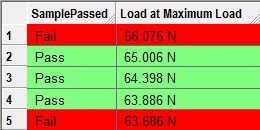 SamplePassed Load at Maximum Load
1 Fail 66.076 N
2 Pass 65.006 N
3 Pass 64.398 N
4 Pass 63.886 N
5 Fail 63.686 N